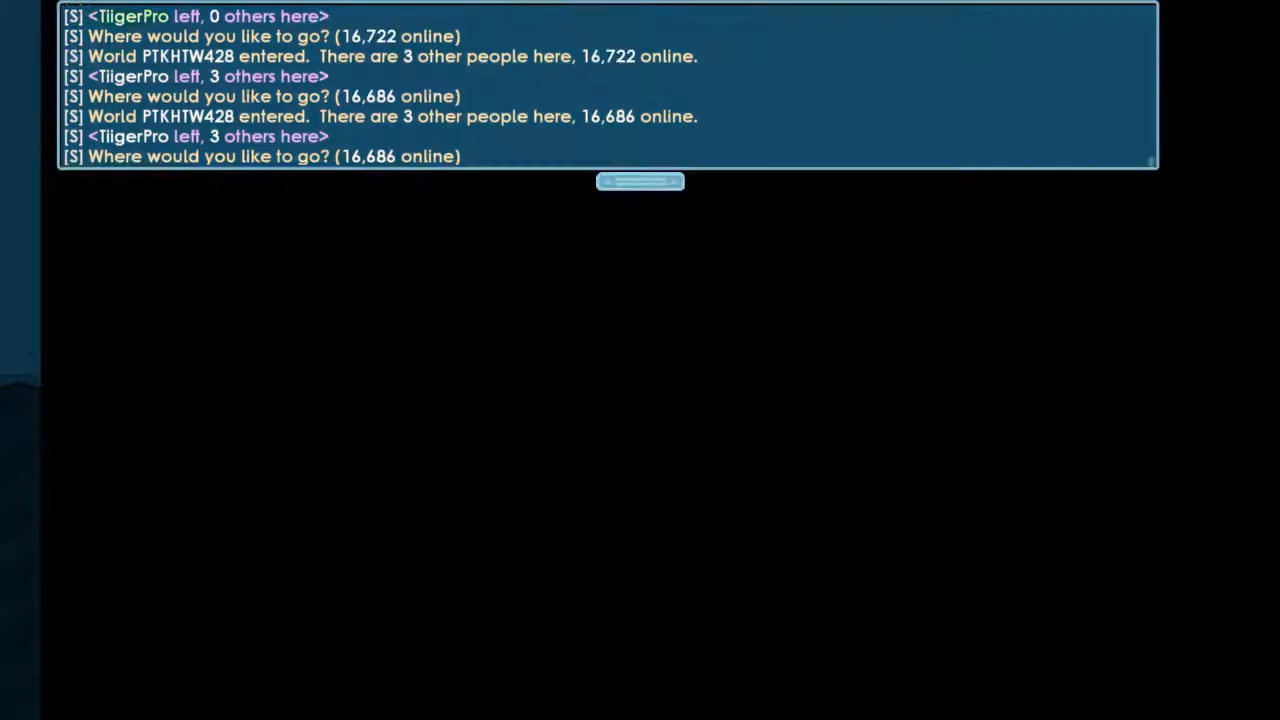 [S] <TiigerPro left, 0 others here>
[S] Where would you like to go? (16,722 online)
[S] World PTKHTW428 entered.  There are 3 other people here, 16,722 online.
[S] <TiigerPro left, 3 others here>
[S] Where would you like to go? (16,686 online)
[S] World PTKHTW428 entered.  There are 3 other people here, 16,686 online.
[S] <TiigerPro left, 3 others here>
[S] Where would you like to go? (16,686 online)